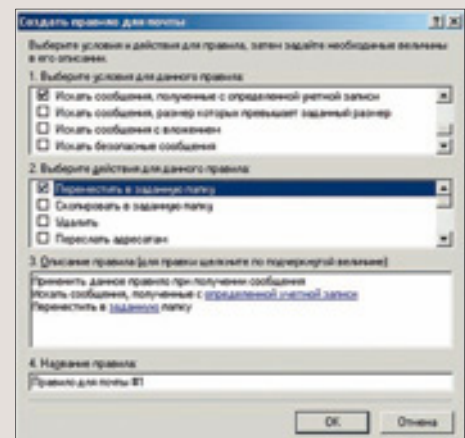 Создать правило для почты
Выберите условия и действия для правила, затем задайте необходимые величины
в его описании.
1. Выберите условия для данного правила:
Искать сообщения, полученные с определенной учетной записи
Искать сообщения, размер которых превышает заданный размер
Искать сообщения с вложением
Искать безопасные сообщения
2. Выберите действия для данного правила:
Переместить в заданную папку
Скопировать в заданную папку
Удалить
Переслать адресатам
3. Описание правила (для правки щелкните по подчеркнутой величине):
Применить данное правило при получении сообщения
Искать сообщения, полученные с определенной учетной записи
Переместить в заданную папку
4. Название правила:
Правило для почты #1
OK
Отмена